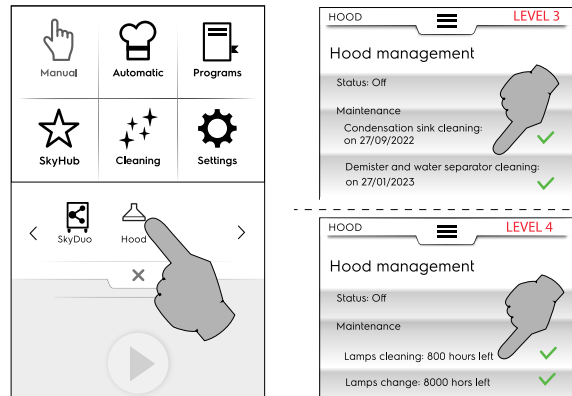 Manual
Automatic
Programs
SkyHub
Cleaning
Settings
SkyDuo
Hood
HOOD
LEVEL 3
Hood management
Status: Off
Maintenance
Condensation sink cleaning:
on 27/09/2022
Demister and water separator cleaning:
on 27/01/2023
HOOD
LEVEL 4
Hood management
Status: Off
Maintenance
Lamps cleaning: 800 hours left
Lamps change: 8000 hors left